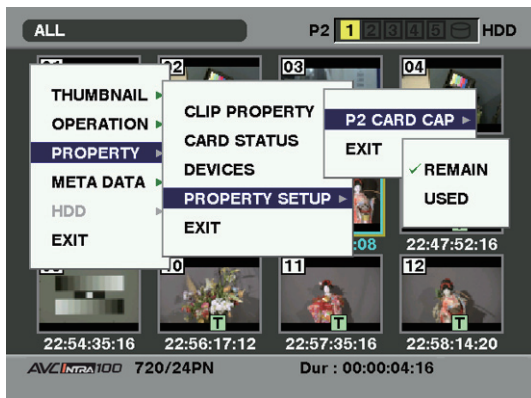 ALL P2 1 2 3 4 5 HDD
02 03 04
THUMBNAIL
OPERATION
PROPERTY
META DATA
HDD
EXIT
CLIP PROPERTY
CARD STATUS
DEVICES
PROPERTY SETUP
EXIT
P2 CARD CAP
EXIT
✓ REMAIN
USED
:08 22:47:52:16
10 11 12
T T T
22:54:35:16 22:56:17:12 22:57:35:16 22:58:14:20
AVC INTRA 100 720/24PN Dur : 00:00:04:16